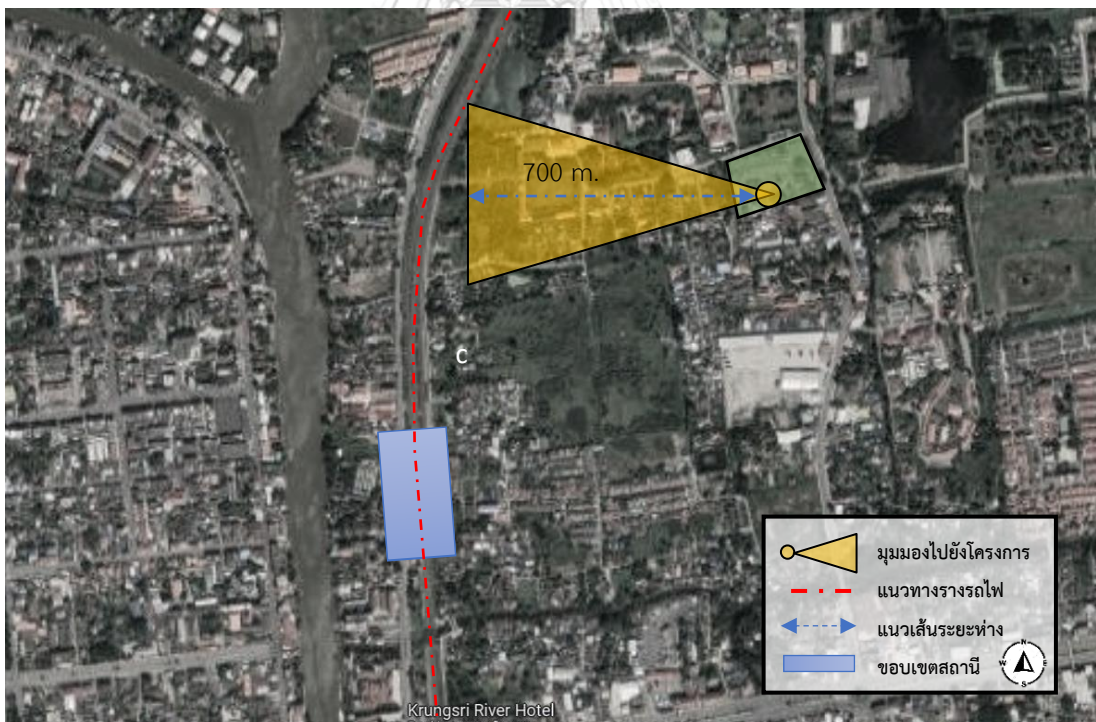 700 m.
C
มุมมองไปยังโครงการ
แนวทางรางรถไฟ
แนวเส้นระยะห่าง
ขอบเขตสถานี
N
W
E
S
Krungsri River Hotel